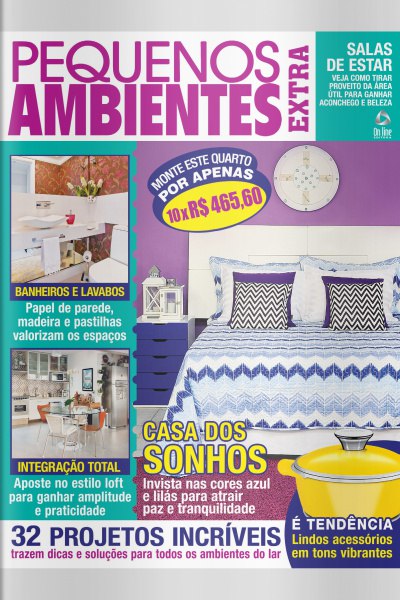 PEQUENOS
AMBIENTES
EXTRA
SALAS
DE ESTAR
VEJA COMO TIRAR
PROVEITO DA ÁREA
ÚTIL PARA GANHAR
ACONCHEGO E BELEZA
On line
EDITORA
MONTE ESTE QUARTO
POR APENAS
10x R$ 465,60
BANHEIROS E LAVABOS
Papel de parede,
madeira e pastilhas
valorizam os espaços
INTEGRAÇÃO TOTAL
Aposte no estilo loft
para ganhar amplitude
e praticidade
CASA DOS
SONHOS
Invista nas cores azul
e lilás para atrair
paz e tranquilidade
É TENDÊNCIA
Lindos acessórios
em tons vibrantes
32 PROJETOS INCRÍVEIS
trazem dicas e soluções para todos os ambientes do lar